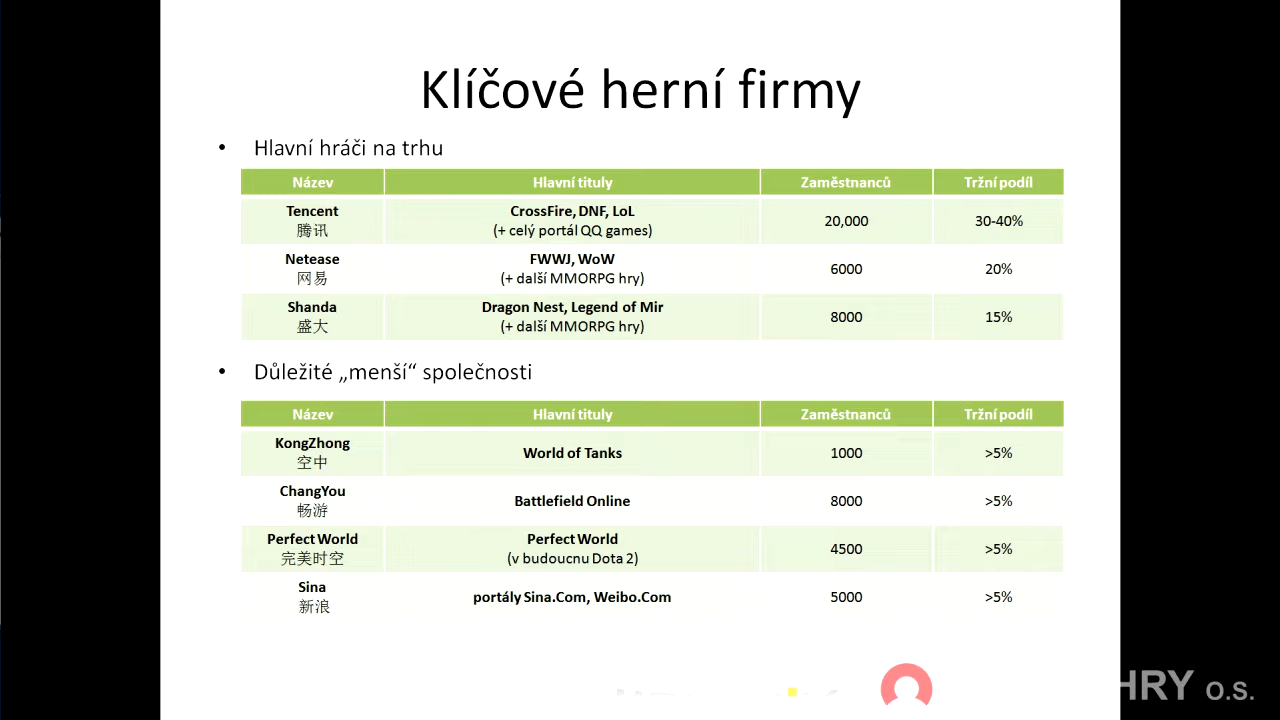 Klíčové herní firmy
• Hlavní hráči na trhu
Název Hlavní tituly Zaměstnanců Tržní podíl
Tencent CrossFire, DNF, LoL 20,000 30-40%
腾讯 (+ celý portál QQ games)
Netease FWWJ, WoW 6000 20%
网易 (+ další MMORPG hry)
Shanda Dragon Nest, Legend of Mir 8000 15%
盛大 (+ další MMORPG hry)
• Důležité „menší“ společnosti
Název Hlavní tituly Zaměstnanců Tržní podíl
KongZhong World of Tanks 1000 >5%
空中
ChangYou Battlefield Online 8000 >5%
畅游
Perfect World Perfect World 4500 >5%
完美时空 (v budoucnu Dota 2)
Sina portály Sina.Com, Weibo.Com 5000 >5%
新浪
HRY o.s.